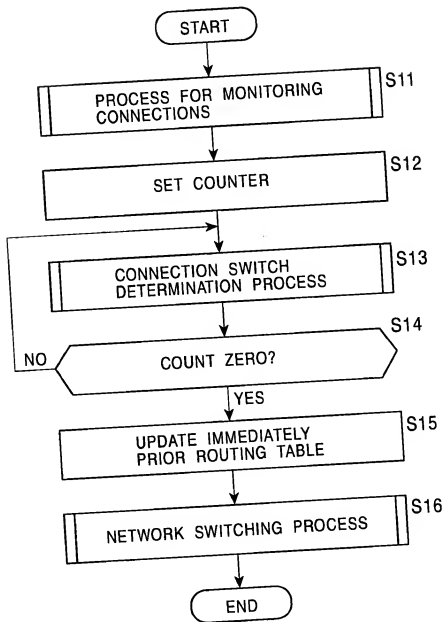 START
PROCESS FOR MONITORING
CONNECTIONS
S11
SET COUNTER
S12
CONNECTION SWITCH
DETERMINATION PROCESS
S13
COUNT ZERO?
S14
NO
YES
UPDATE IMMEDIATELY
PRIOR ROUTING TABLE
S15
NETWORK SWITCHING PROCESS
S16
END